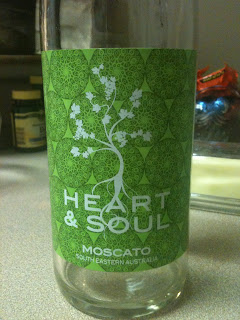 HEART
& SOUL
MOSCATO
SOUTH EASTERN AUSTRALIA